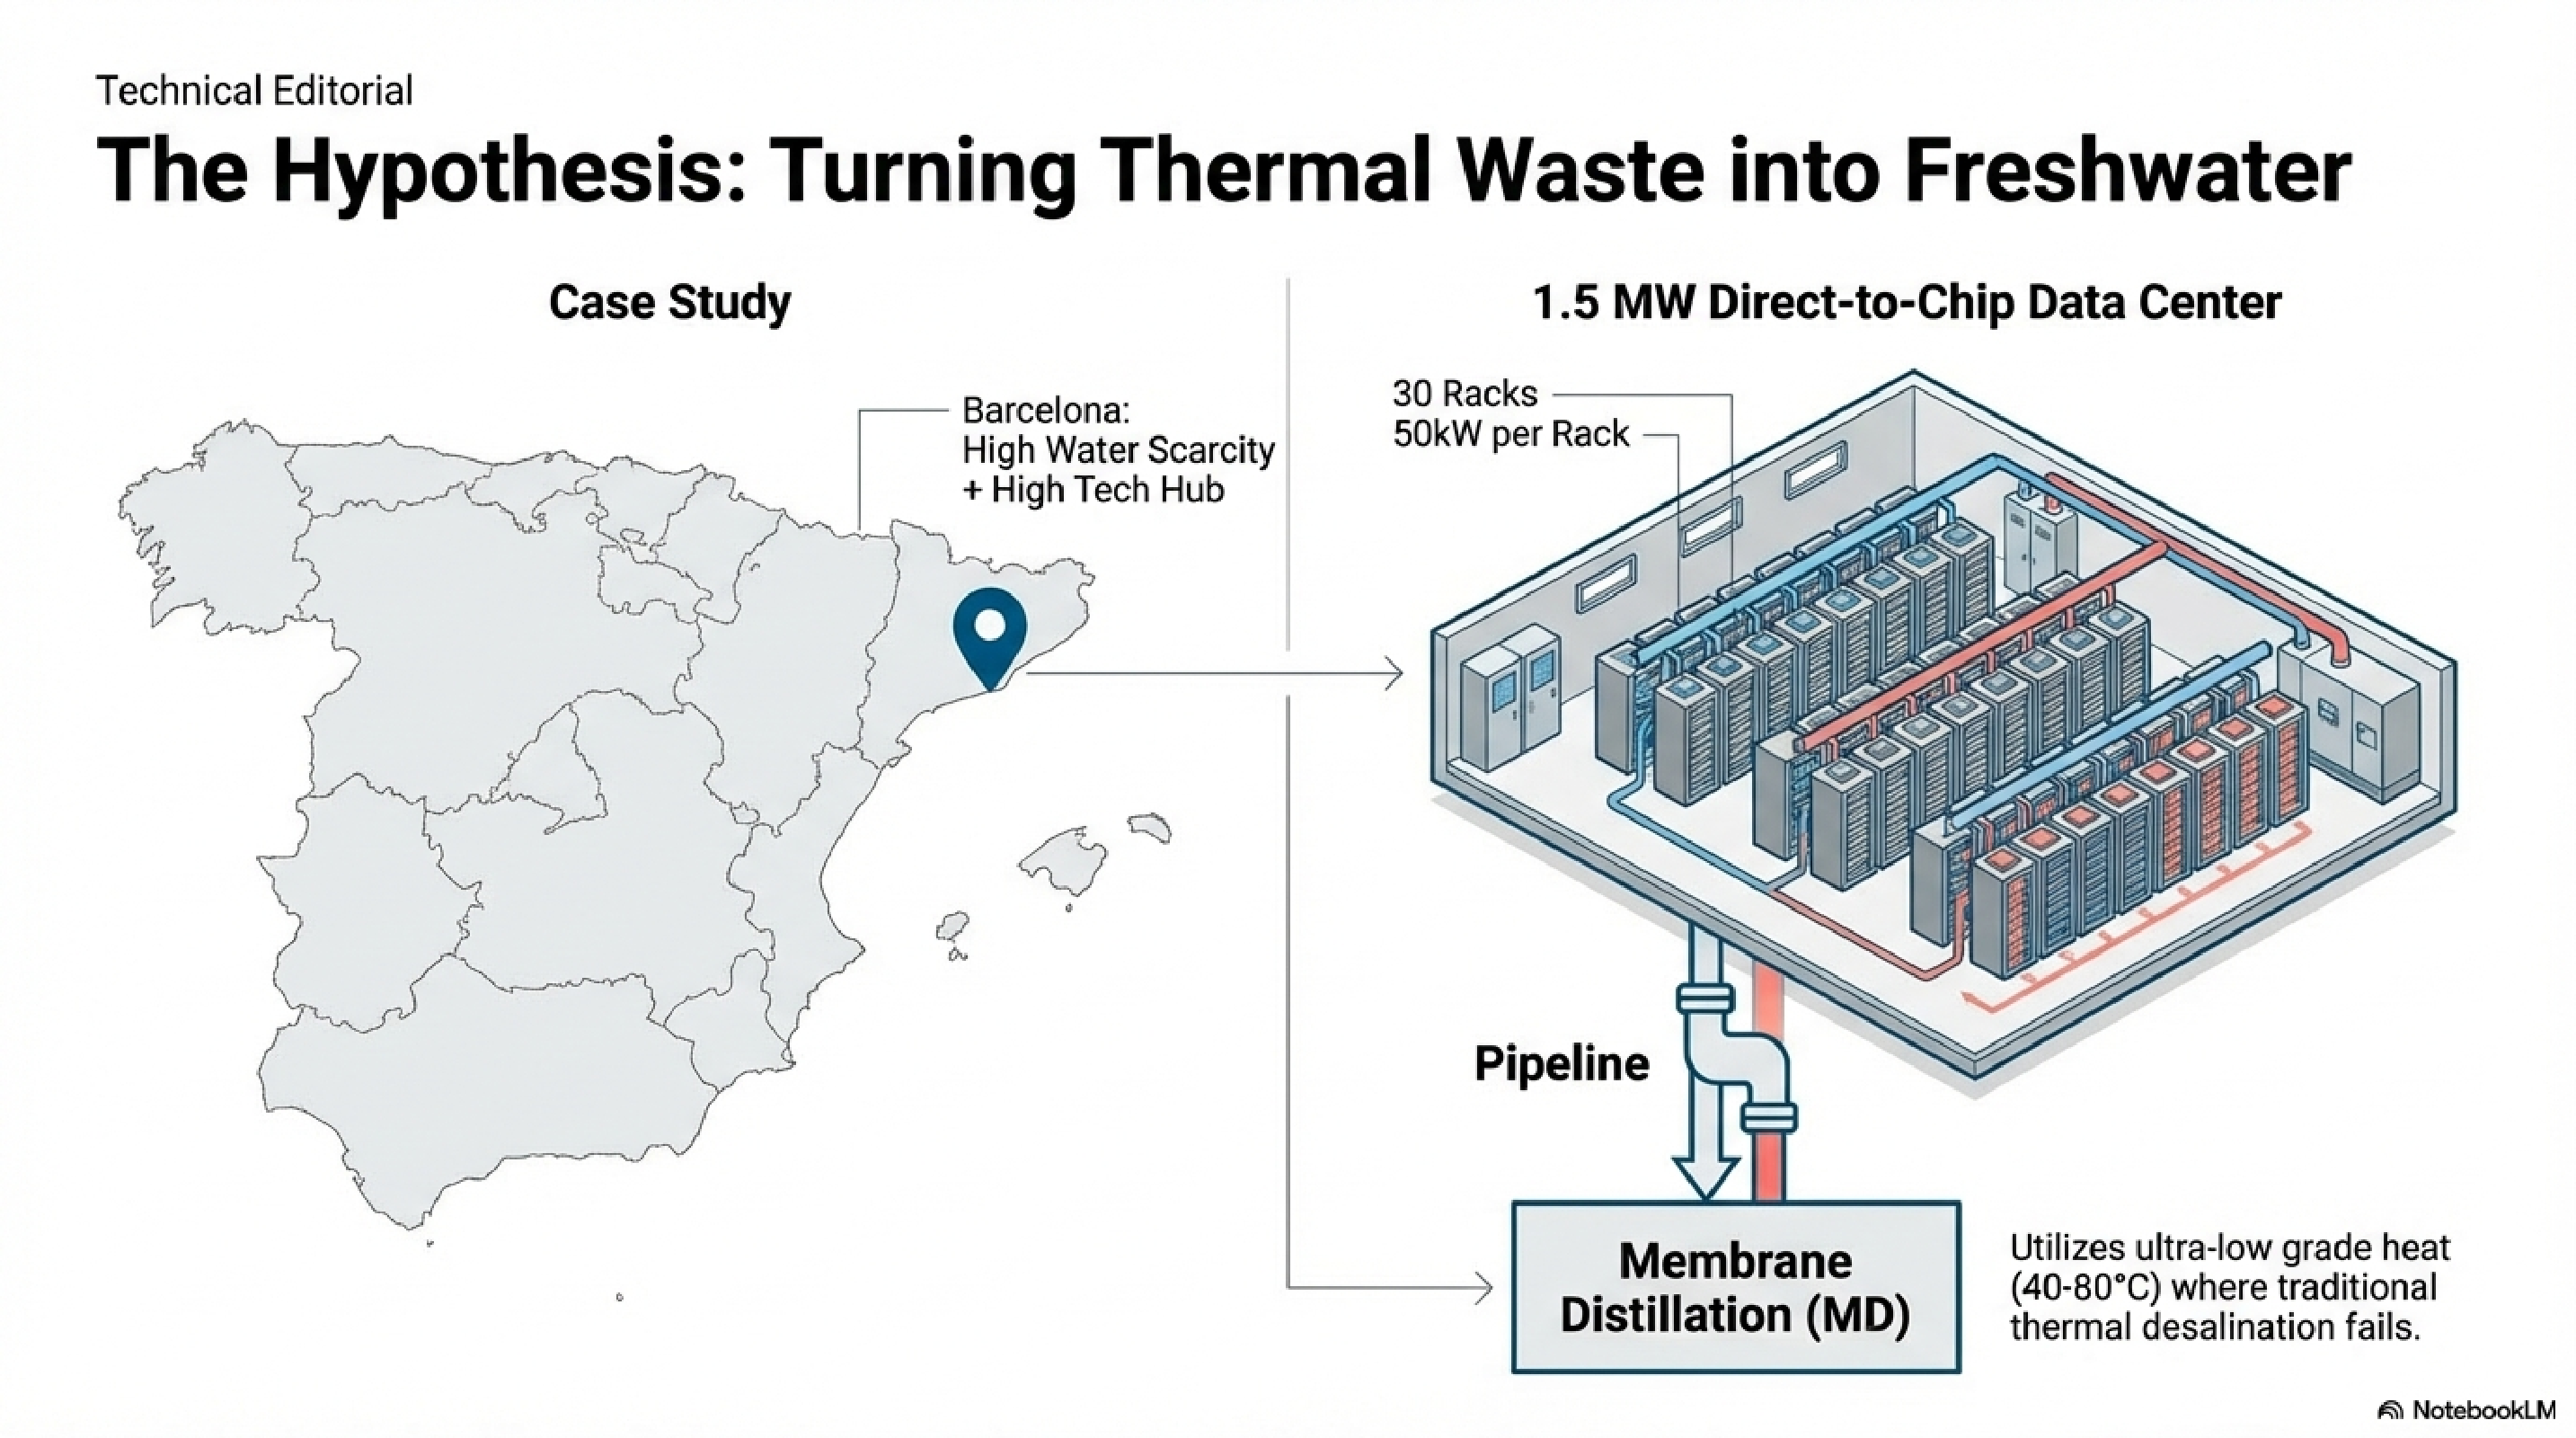 Technical Editorial
The Hypothesis: Turning Thermal Waste into Freshwater
Case Study
Barcelona:
High Water Scarcity
+ High Tech Hub
1.5 MW Direct-to-Chip Data Center
30 Racks
50kW per Rack
Pipeline
Membrane
Distillation (MD)
Utilizes ultra-low grade heat
(40-80°C) where traditional
thermal desalination fails.
NotebookLM